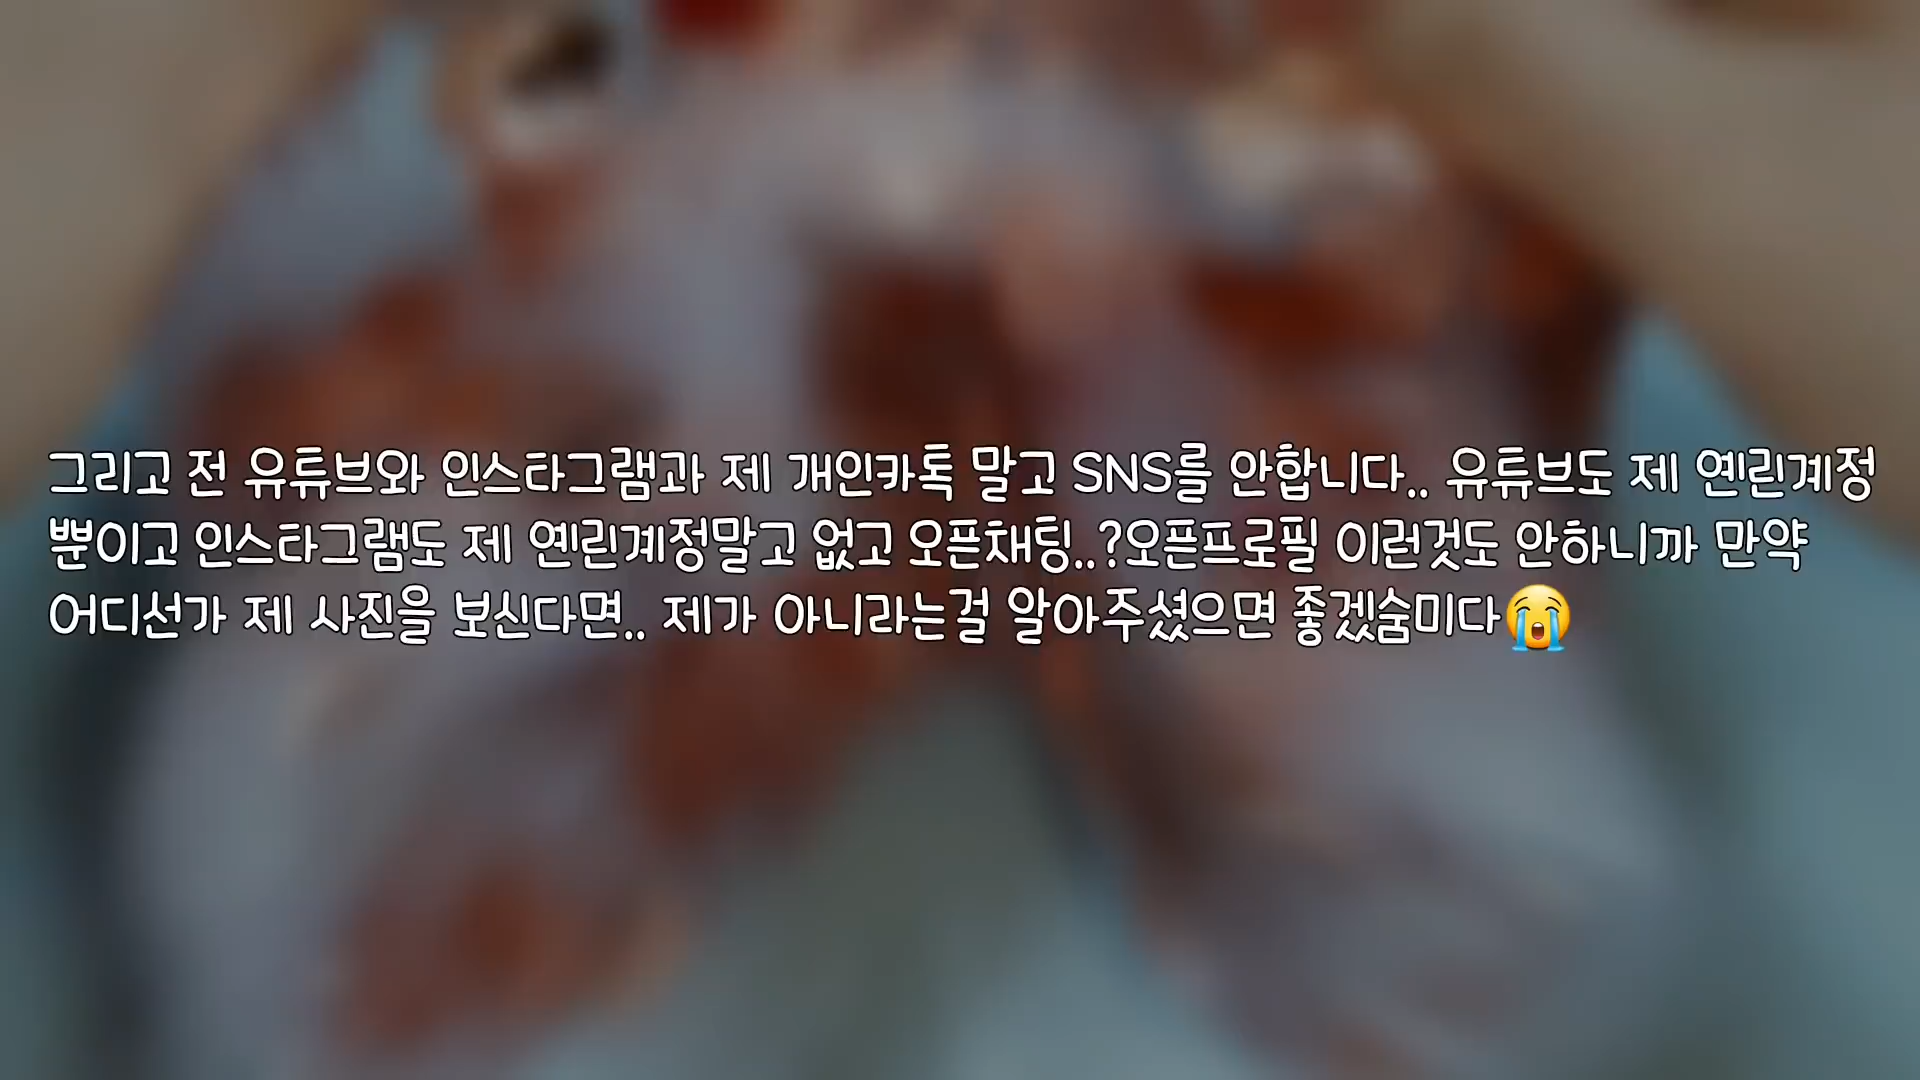 그리고 전 유튜브와 인스타그램과 제 개인카톡 말고 SNS를 안합니다.. 유튜브도 제 옌린계정
뿐이고 인스타그램도 제 옌린계정말고 없고 오픈채팅..?오픈프로필 이런것도 안하니까 만약
어디선가 제 사진을 보신다면.. 제가 아니라는걸 알아주셨으면 좋겠숨미다😭